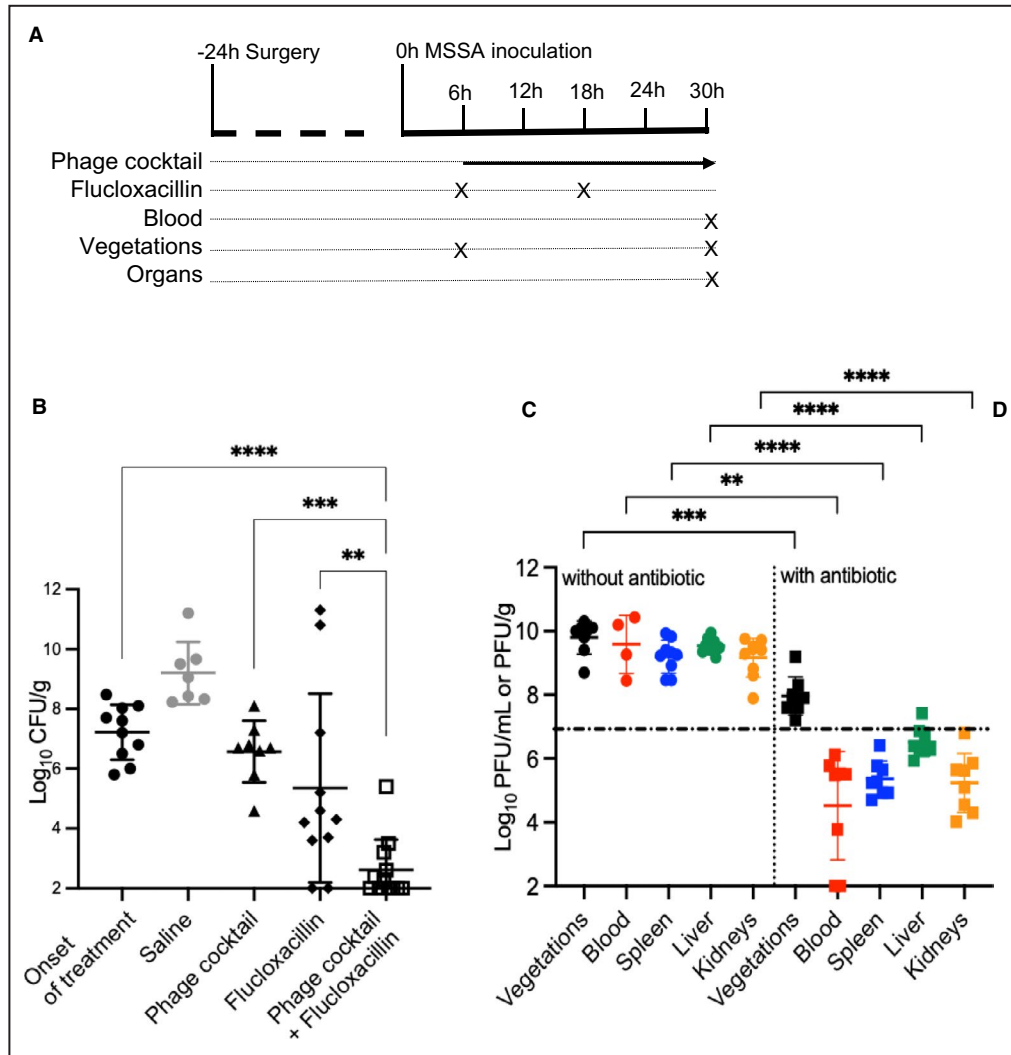 A
-24h Surgery
0h MSSA inoculation
6h
12h
18h
24h
30h
Phage cocktail
Flucloxacillin
X
X
Blood
X
Vegetations
X
X
Organs
X
B
****
***
**
Log10 CFU/g
12
10
8
6
4
2
Onset
of treatment
Saline
Phage cocktail
Flucloxacillin
Phage cocktail
+ Flucloxacillin
C
D
****
****
****
**
***
without antibiotic
with antibiotic
Log10 PFU/mL or PFU/g
12
10
8
6
4
2
Vegetations
Blood
Spleen
Liver
Kidneys
Vegetations
Blood
Spleen
Liver
Kidneys